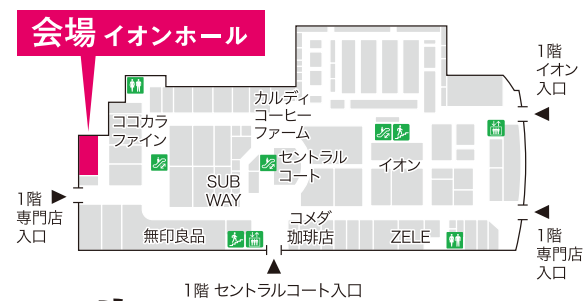 会場 イオンホール
1階
イオン
入口
ココカラ
ファイン
カルディ
コーヒー
ファーム
セントラル
コート
イオン
SUB
WAY
1階
専門店
入口
無印良品
コメダ
珈琲店
ZELE
1階
専門店
入口
1階 セントラルコート入口